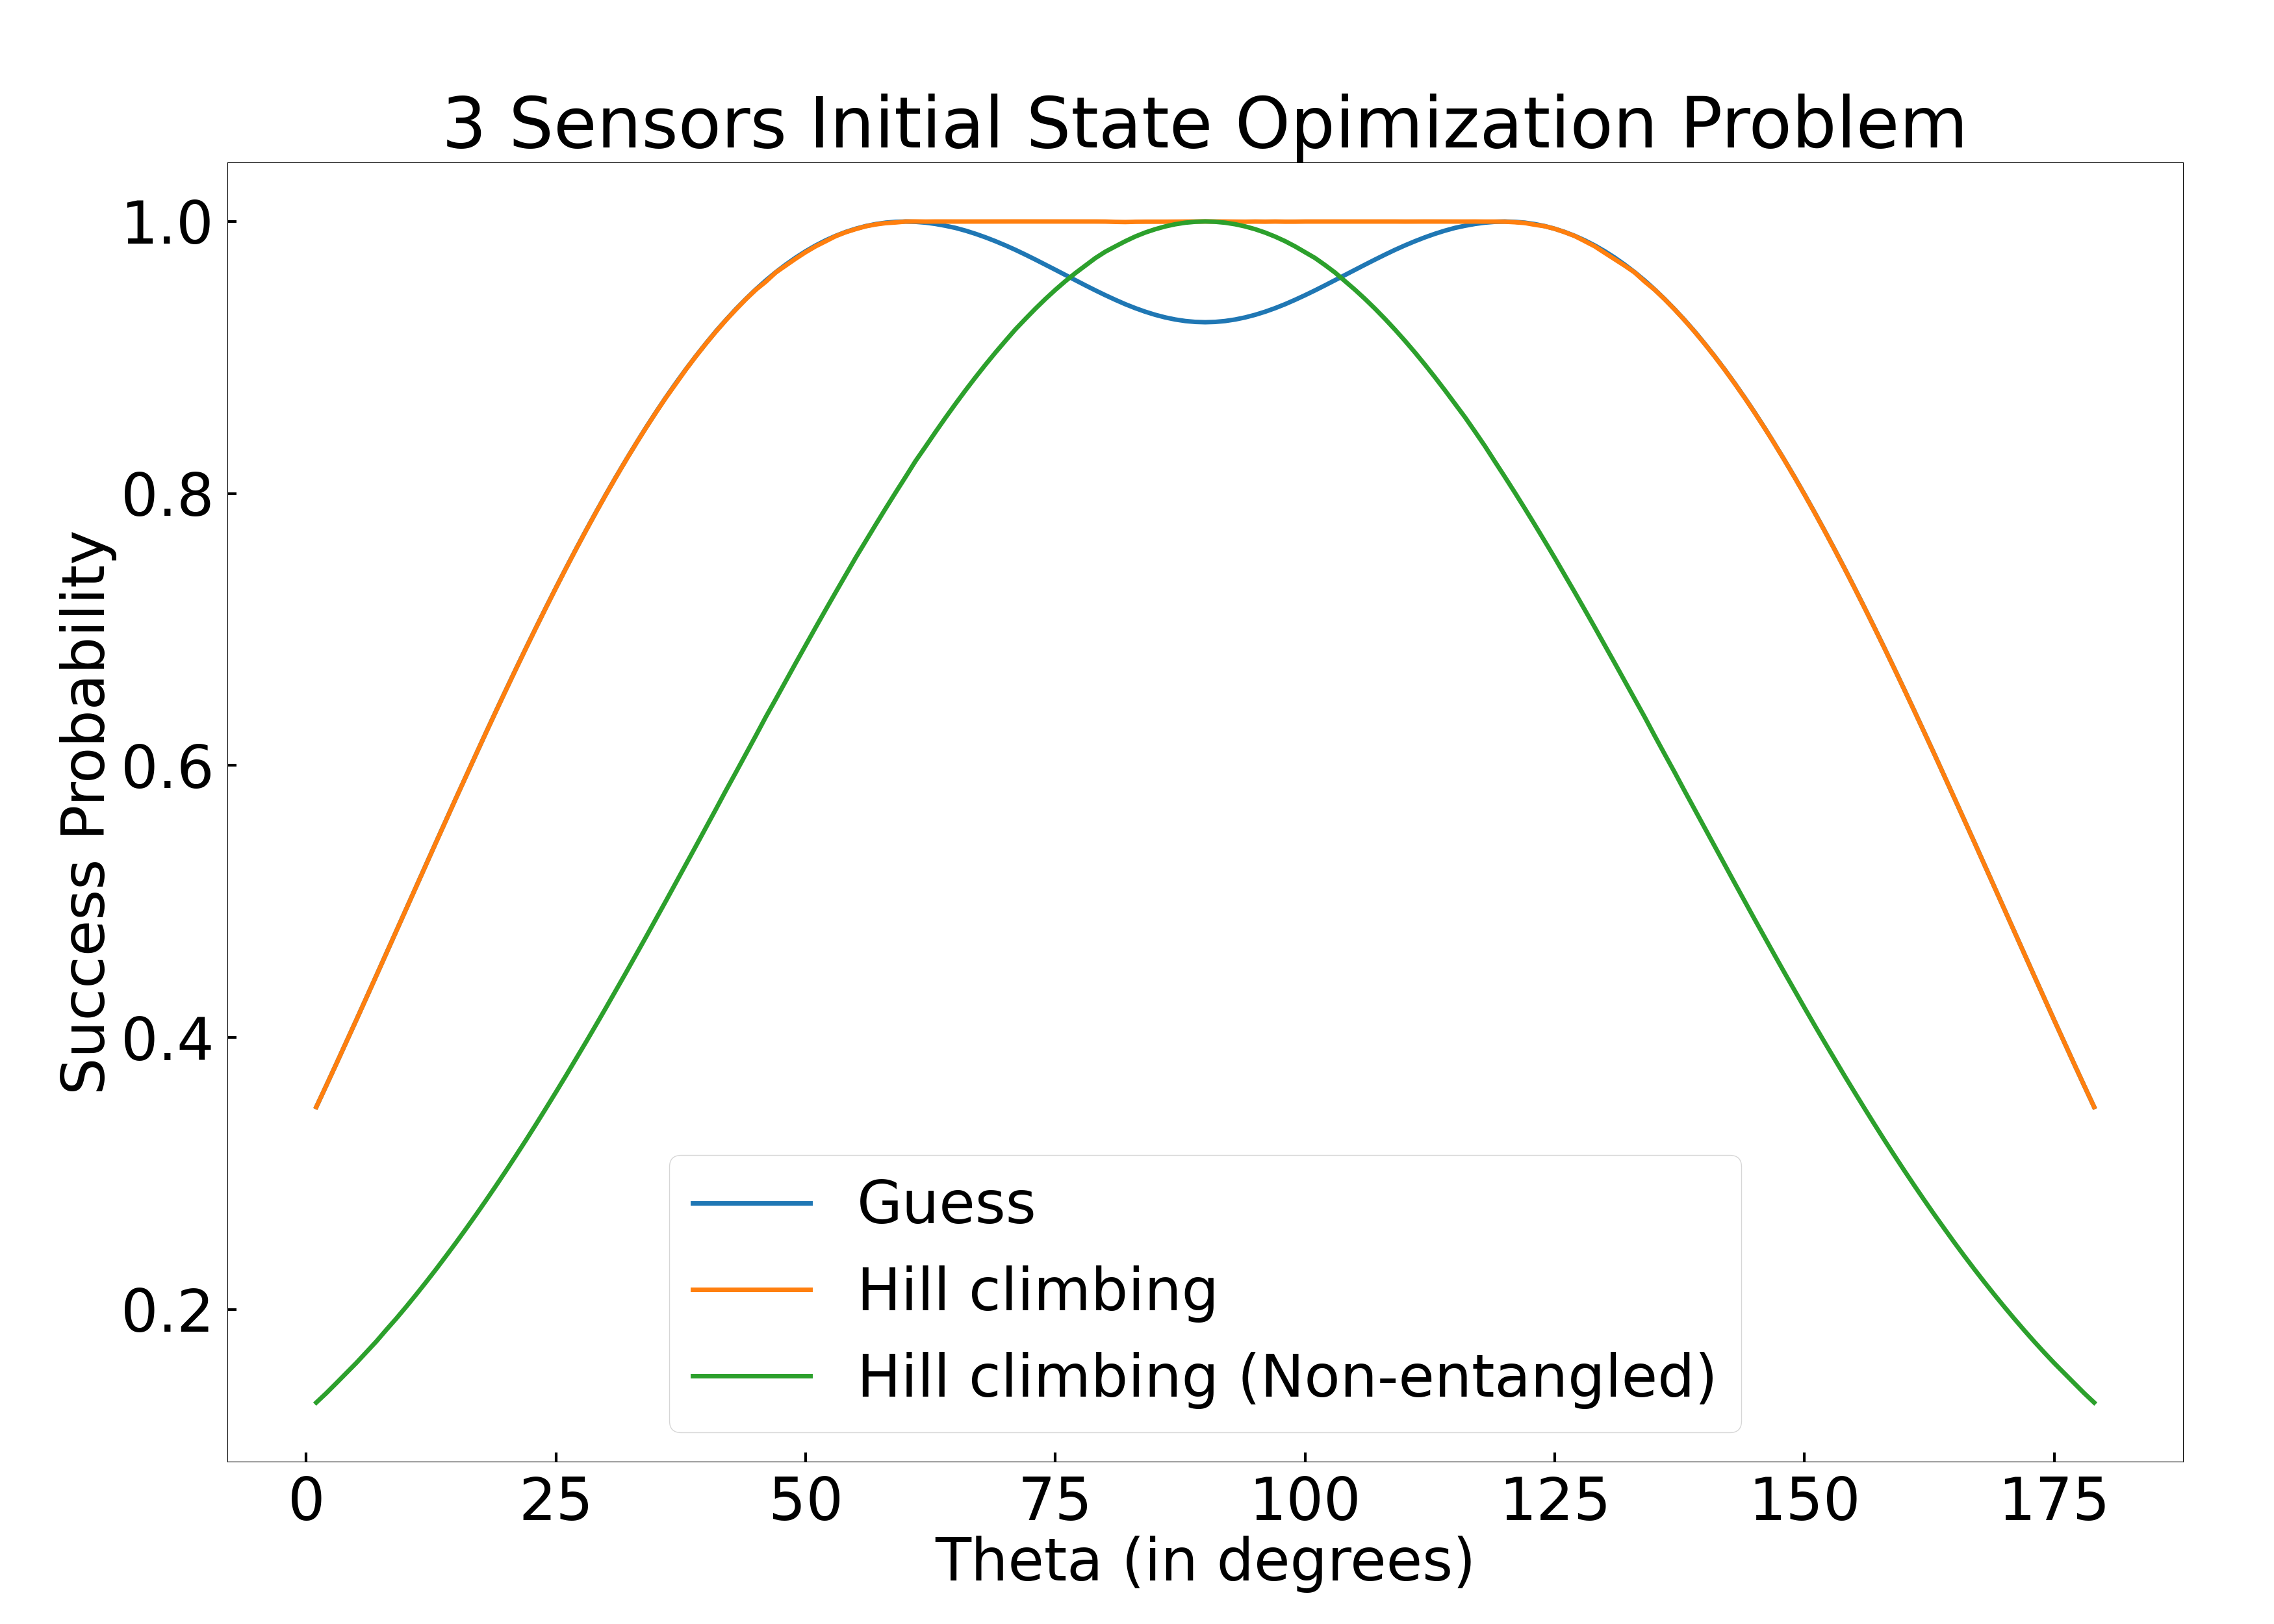 3 Sensors Initial State Opimization Problem
Success Probability
1.0
0.8
0.6
0.4
0.2
Guess
Hill climbing
Hill climbing (Non-entangled)
0 25 50 75 100 125 150 175
Theta (in degrees)